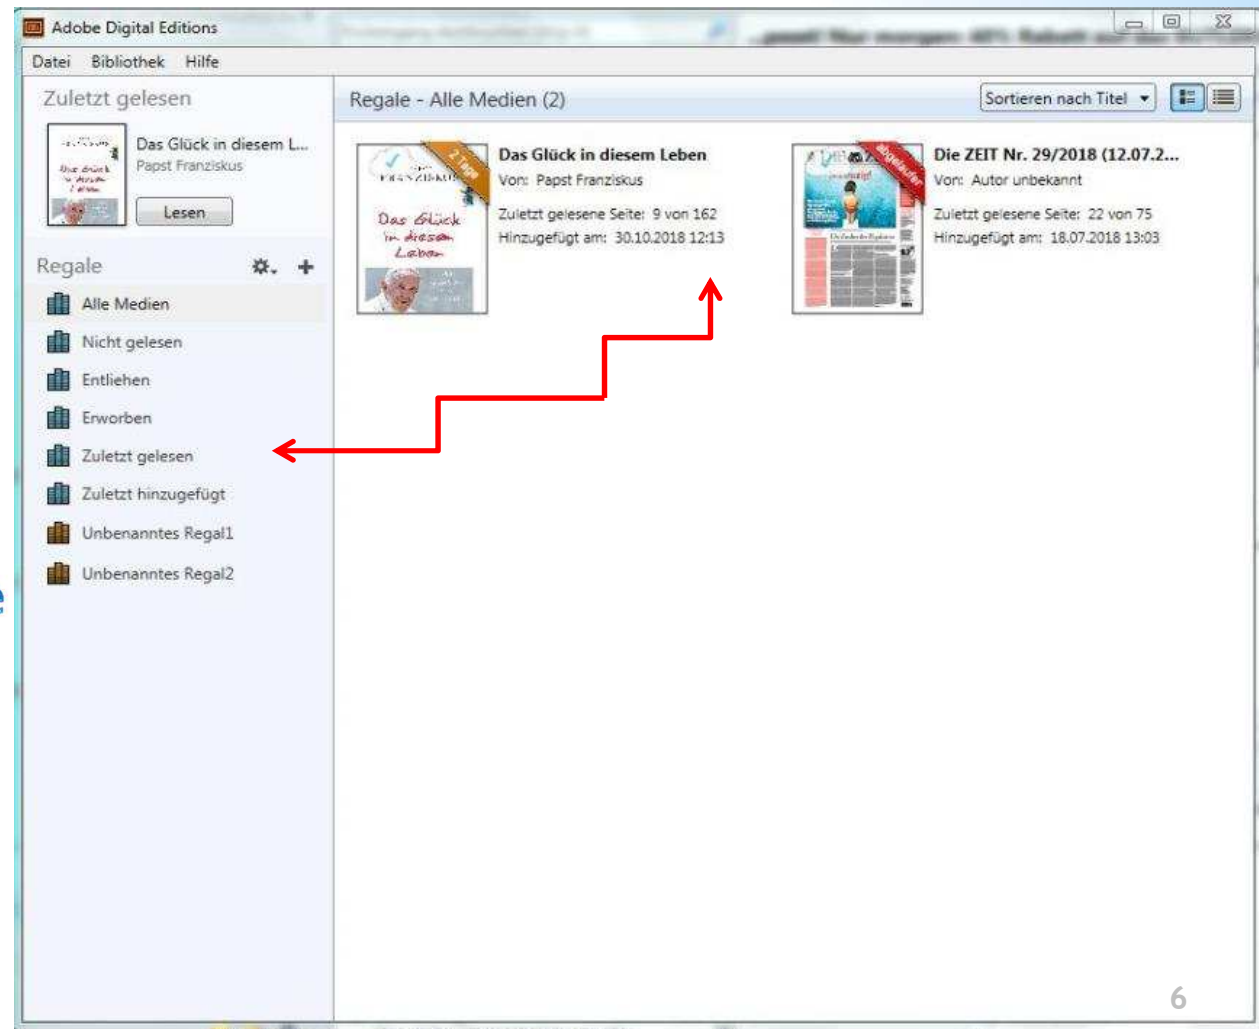 Adobe Digital Editions
Datei Bibliothek Hilfe
Zuletzt gelesen
Das Glück in diesem L...
Papst Franziskus
Lesen
Regale
Alle Medien
Nicht gelesen
Entliehen
Erworben
Zuletzt gelesen
Zuletzt hinzugefügt
Unbenanntes Regal1
Unbenanntes Regal2
Regale - Alle Medien (2)
Sortieren nach Titel
2 Tage
FRANZISKUS
Das Glück
in diesem
Leben
Das Glück in diesem Leben
Von: Papst Franziskus
Zuletzt gelesene Seite: 9 von 162
Hinzugefügt am: 30.10.2018 12:13
abgelaufen
Die ZEIT Nr. 29/2018 (12.07.2...
Von: Autor unbekannt
Zuletzt gelesene Seite: 22 von 75
Hinzugefügt am: 18.07.2018 13:03
e
6